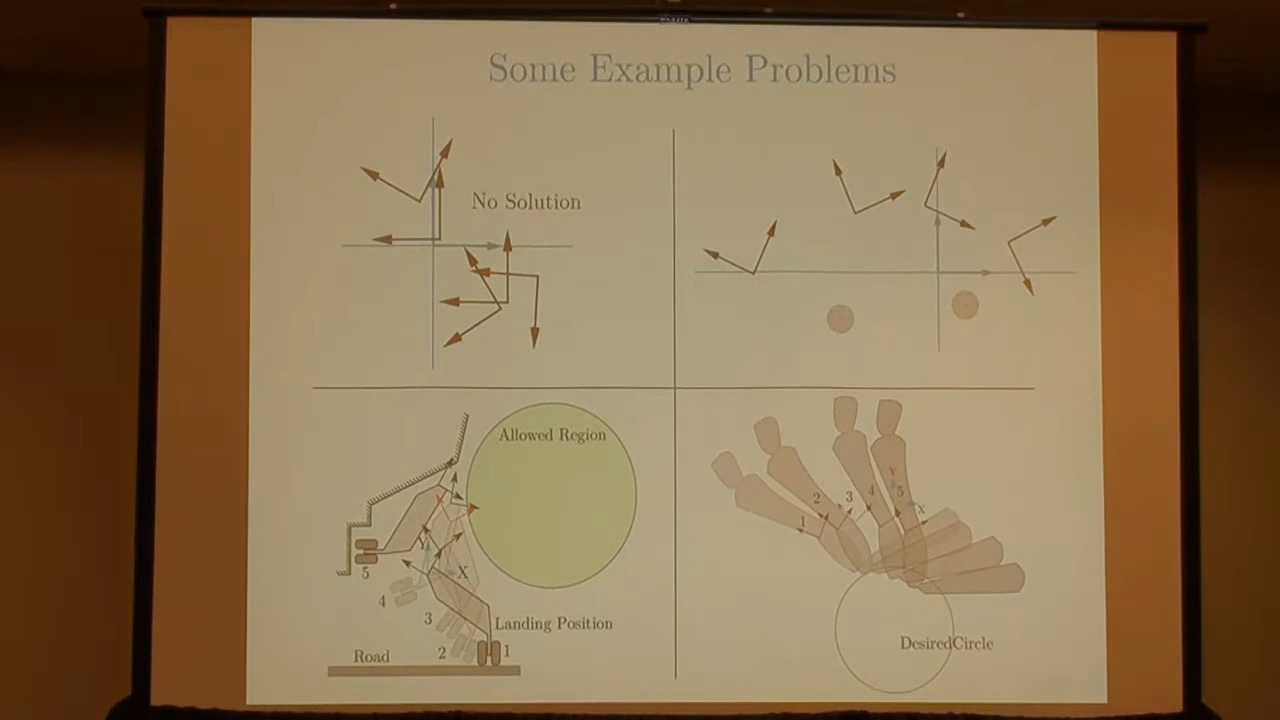 Some Example Problems
No Solution
Allowed Region
Y
X
5
4
3
2
1
Landing Position
Road
1
2
3
4
5
Y
X
DesiredCircle